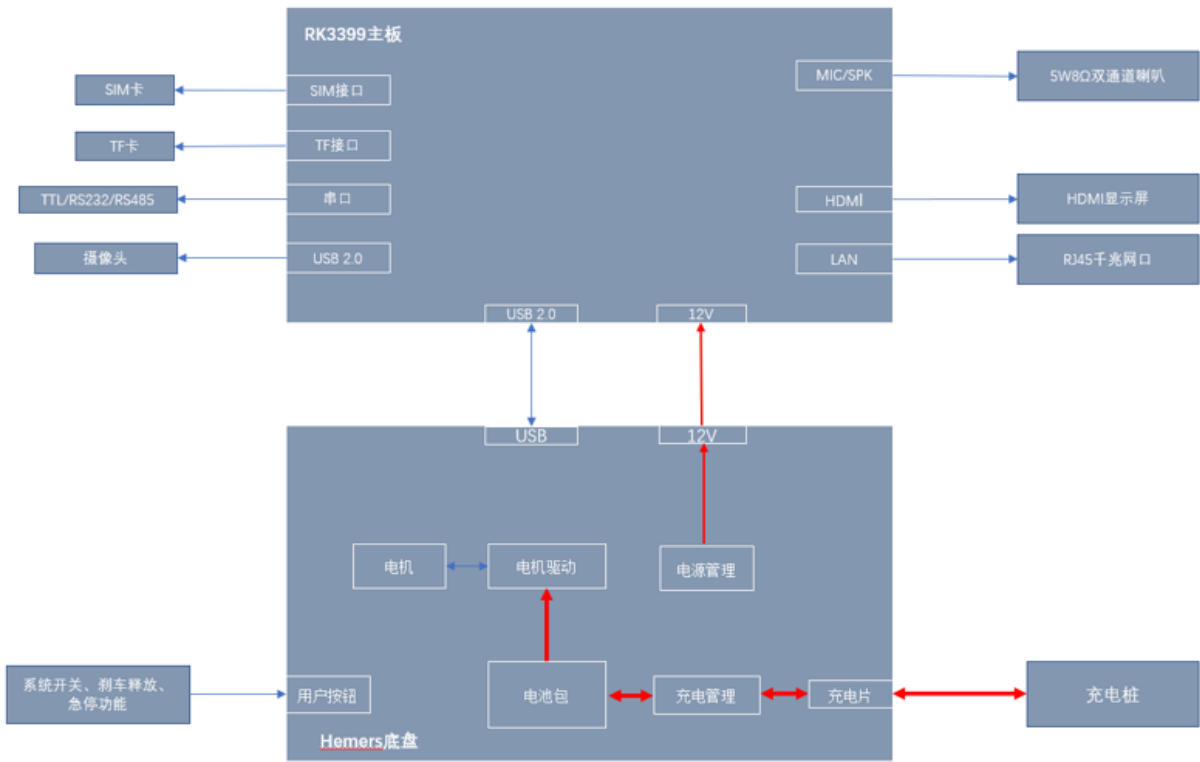 RK3399主板
SIM卡
SIM接口
MIC/SPK
5W8Ω双通道喇叭
TF卡
TF接口
TTL/RS232/RS485
串口
HDMI
HDMI显示屏
摄像头
USB 2.0
LAN
RJ45千兆网口
USB 2.0
12V
USB
12V
电机
电机驱动
电源管理
系统开关、刹车释放、
急停功能
用户按钮
电池包
充电管理
充电片
充电桩
Hemers底盘